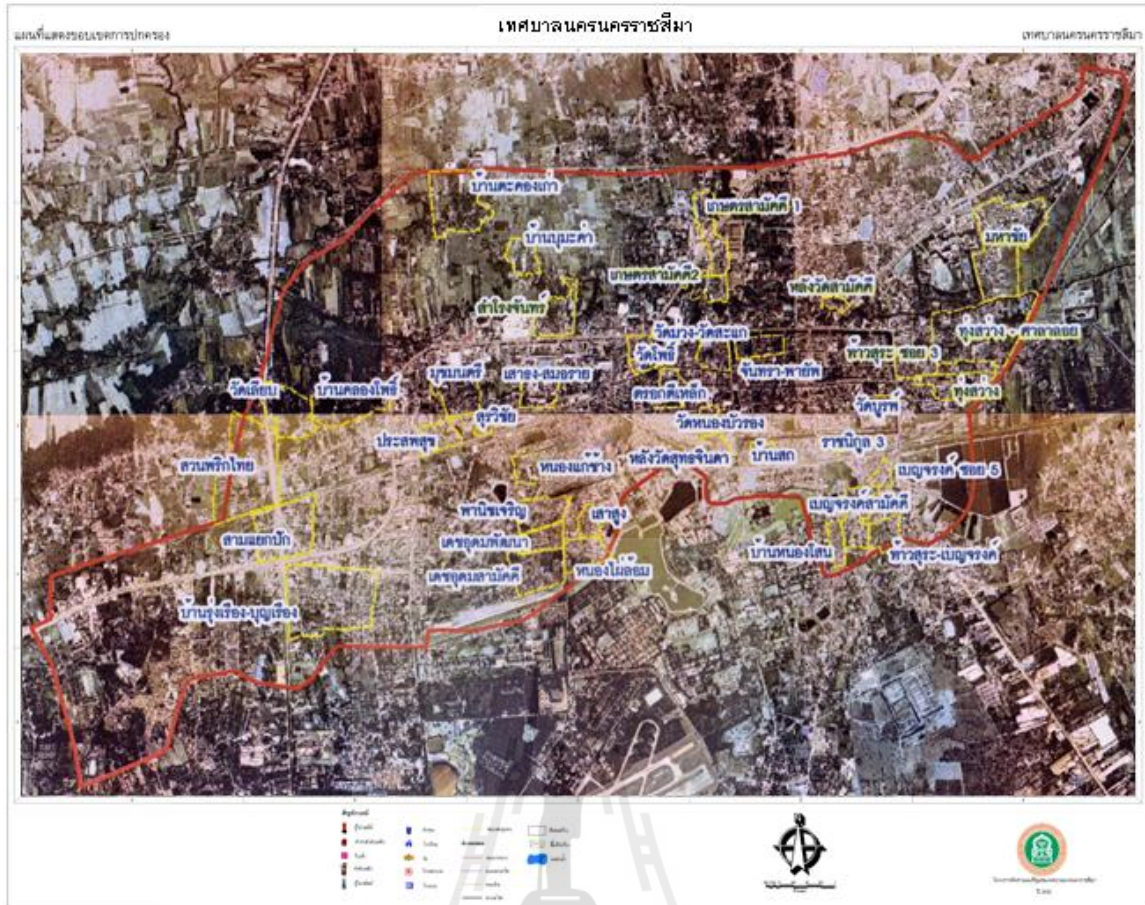 เทศบาลนครนครราชสีมา
แผนที่แสดงขอบเขตการปกครอง
เทศบาลนครนครราชสีมา
บ้านตะคองเก่า
เกษตรสามัคคี 1
บ้านบุมะค่า
มหาชัย
เกษตรสามัคคี2
หลังวัดสามัคคี
สำโรงจันทร์
วัดม่วง-วัดสะแก
ทุ่งสว่าง - ศาลาลอย
วัดโพธิ์
ท้าวสุระ ซอย 3
มุขมนตรี
เสาธง-สมอราย
จันทรา-พายัพ
วัดเลียบ
บ้านคลองโพธิ์
ตรอกตีเหล็ก
ทุ่งสว่าง
สุรวิชัย
วัดหนองบัวรอง
วัดบูรพ์
ประสพสุข
สวนพริกไทย
หนองแก้ช้าง
หลังวัดสุทธจินดา
บ้านสก
ราชนิกูล 3
เบญจรงค์ ซอย 5
พานิชเจริญ
เสาสูง
เบญจรงค์สามัคคี
สามแยกปัก
เดชอุดมพัฒนา
บ้านหนองโสน
ท้าวสุระ-เบญจรงค์
เดชอุดมสามัคคี
หนองไผ่ล้อม
บ้านรุ่งเรือง-บุญเรือง